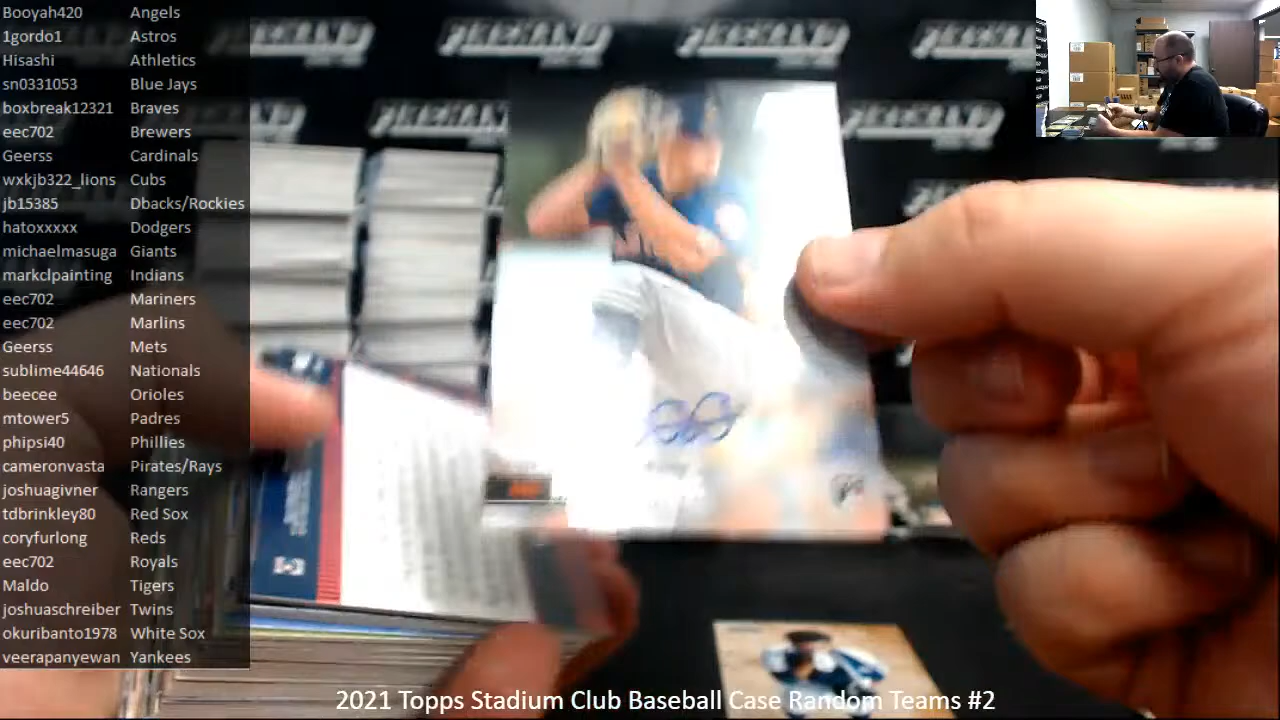 Booyah420 Angels
1gordo1 Astros
Hisashi Athletics
sn0331053 Blue Jays
boxbreak12321 Braves
eec702 Brewers
Geerss Cardinals
wxkjb322_lions Cubs
jb15385 Dbacks/Rockies
hatoxxxxx Dodgers
michaelmasuga Giants
markclpainting Indians
eec702 Mariners
eec702 Marlins
Geerss Mets
sublime44646 Nationals
beecee Orioles
mtower5 Padres
phipsi40 Phillies
cameronvasta Pirates/Rays
joshuagivner Rangers
tdbrinkley80 Red Sox
coryfurlong Reds
eec702 Royals
Maldo Tigers
joshuaschreiber Twins
okuribanto1978 White Sox
veerapanyewan Yankees
2021 Topps Stadium Club Baseball Case Random Teams #2